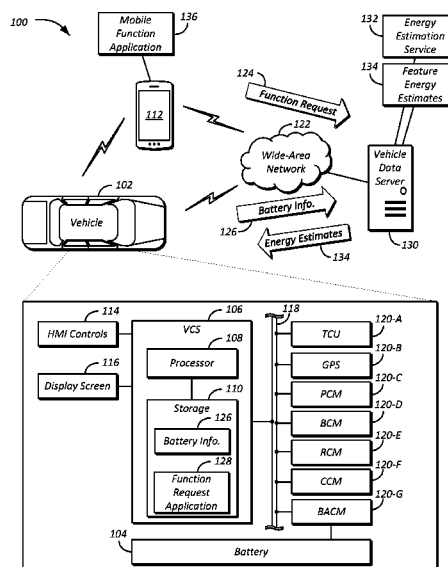 100
Mobile
Function
Application
136
Energy
Estimation
Service
132
134
Feature
Energy
Estimates
124
Function Request
112
122
Wide-Area
Network
Vehicle
Data
Server
102
Vehicle
Battery Info.
126
Energy Estimates
134
130
114
HMI Controls
106
VCS
118
TCU
120-A
108
Processor
116
Display Screen
GPS
120-B
PCM
120-C
110
Storage
126
Battery Info.
BCM
120-D
RCM
120-E
128
Function
Request
Application
CCM
120-F
BACM
120-G
104
Battery